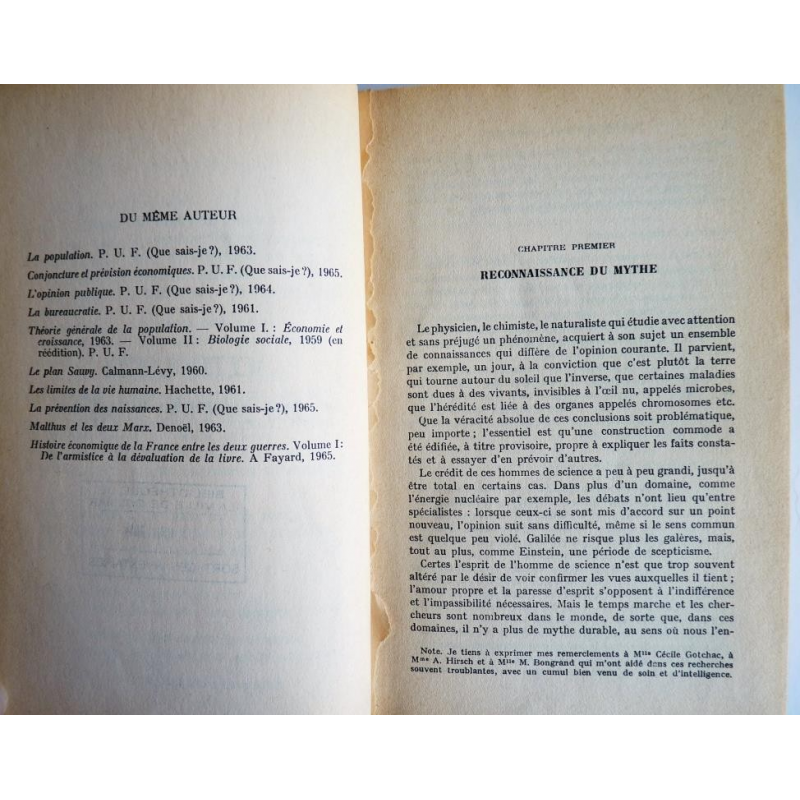 DU MÊME AUTEUR
La population. P. U. F. (Que sais-je?), 1963.
Conjoncture et prévision économiques. P. U. F. (Que sais-je?), 1965.
L'opinion publique. P. U. F. (Que sais-je?), 1964.
La bureaucratie. P. U. F. (Que sais-je?), 1961.
Théorie générale de la population. — Volume I. : Économie et
croissance, 1963. — Volume II : Biologie sociale, 1959 (en
réédition). P. U. F.
Le plan Sauvy. Calmann-Lévy, 1960.
Les limites de la vie humaine. Hachette, 1961.
La prévention des naissances. P. U. F. (Que sais-je?), 1965.
Malthus et les deux Marx. Denoël, 1963.
Histoire économique de la France entre les deux guerres. Volume I:
De l'armistice à la dévaluation de la livre. A Fayard, 1965.
CHAPITRE PREMIER
RECONNAISSANCE DU MYTHE
Le physicien, le chimiste, le naturaliste qui étudie avec attention
et sans préjugé un phénomène, acquiert à son sujet un ensemble
de connaissances qui diffère de l'opinion courante. Il parvient,
par exemple, un jour, à la conviction que c'est plutôt la terre
qui tourne autour du soleil que l'inverse, que certaines maladies
sont dues à des vivants, invisibles à l'œil nu, appelés microbes,
que l'hérédité est liée à des organes appelés chromosomes etc.
Que la véracité absolue de ces conclusions soit problématique,
peu importe ; l'essentiel est qu'une construction commode a
été édifiée, à titre provisoire, propre à expliquer les faits consta-
tés et à essayer d'en prévoir d'autres.
Le crédit de ces hommes de science a peu à peu grandi, jusqu'à
être total en certains cas. Dans plus d'un domaine, comme
l'énergie nucléaire par exemple, les débats n'ont lieu qu'entre
spécialistes : lorsque ceux-ci se sont mis d'accord sur un point
nouveau, l'opinion suit sans difficulté, même si le sens commun
est quelque peu violé. Galilée ne risque plus les galères, mais,
tout au plus, comme Einstein, une période de scepticisme.
Certes l'esprit de l'homme de science n'est que trop souvent
altéré par le désir de voir confirmer les vues auxquelles il tient ;
l'amour propre et la paresse d'esprit s'opposent à l'indifférence
et l'impassibilité nécessaires. Mais le temps marche et les cher-
cheurs sont nombreux dans le monde, de sorte que, dans ces
domaines, il n'y a plus de mythe durable, au sens où nous l'en-
Note. Je tiens à exprimer mes remerciements à Mlle Cécile Gotchac, à
Mme A. Hirsch et à Mlle M. Bongrand qui m'ont aidé dans ces recherches
souvent troublantes, avec un cumul bien venu de soin et d'intelligence.